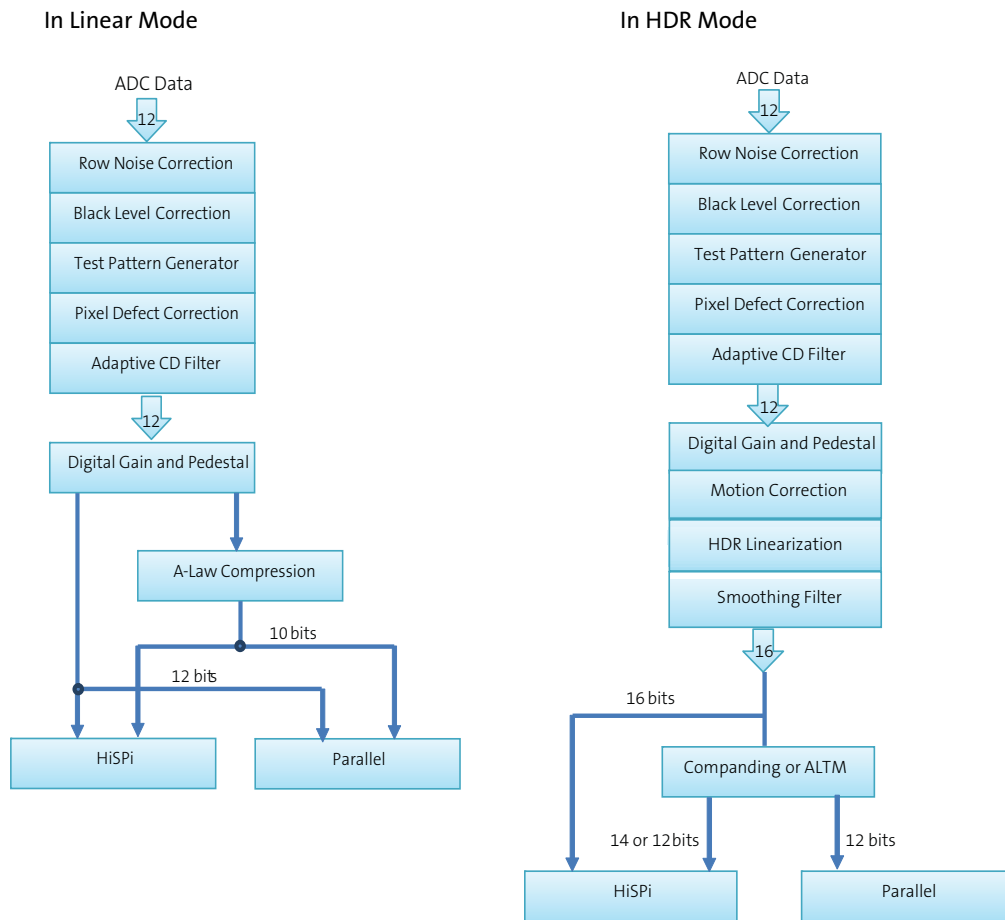 In Linear Mode
ADC Data
12
Row Noise Correction
Black Level Correction
Test Pattern Generator
Pixel Defect Correction
Adaptive CD Filter
12
Digital Gain and Pedestal
A-Law Compression
10 bits
12 bits
HiSPi
Parallel
In HDR Mode
ADC Data
12
Row Noise Correction
Black Level Correction
Test Pattern Generator
Pixel Defect Correction
Adaptive CD Filter
12
Digital Gain and Pedestal
Motion Correction
HDR Linearization
Smoothing Filter
16
16 bits
Companding or ALTM
14 or 12 bits
12 bits
HiSPi
Parallel